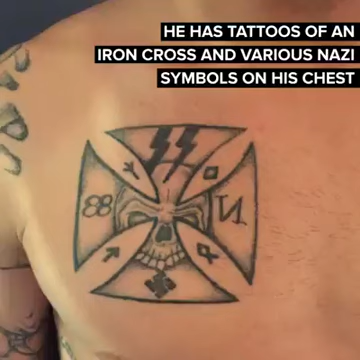 HE HAS TATTOOS OF AN
IRON CROSS AND VARIOUS NAZI
SYMBOLS ON HIS CHEST
88